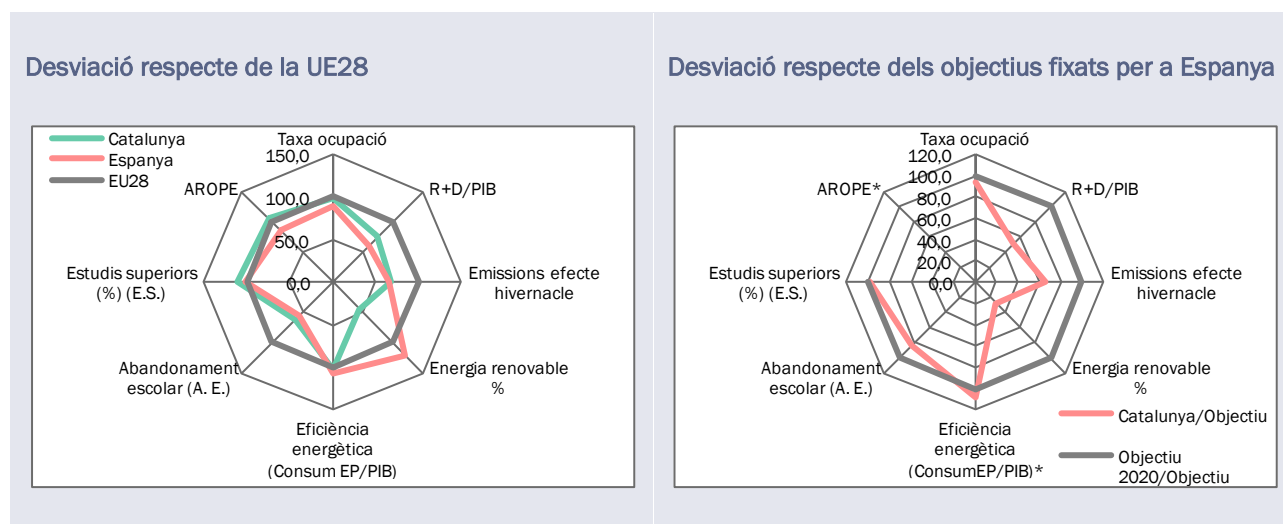 Desviació respecte de la UE28
Catalunya
Espanya
EU28
Taxa ocupació
150,0
100,0
50,0
0,0
R+D/PIB
Emissions efecte
hivernacle
Energia renovable
%
Eficiència
energètica
(Consum EP/PIB)
Abandonament
escolar (A. E.)
Estudis superiors
(%) (E.S.)
AROPE
Desviació respecte dels objectius fixats per a Espanya
Taxa ocupació
120,0
100,0
80,0
60,0
40,0
20,0
0,0
R+D/PIB
Emissions efecte
hivernacle
Energia renovable
%
Eficiència
energètica
(ConsumEP/PIB)*
Abandonament
escolar (A. E.)
Estudis superiors
(%) (E.S.)
AROPE*
Catalunya/Objectiu
Objectiu
2020/Objectiu